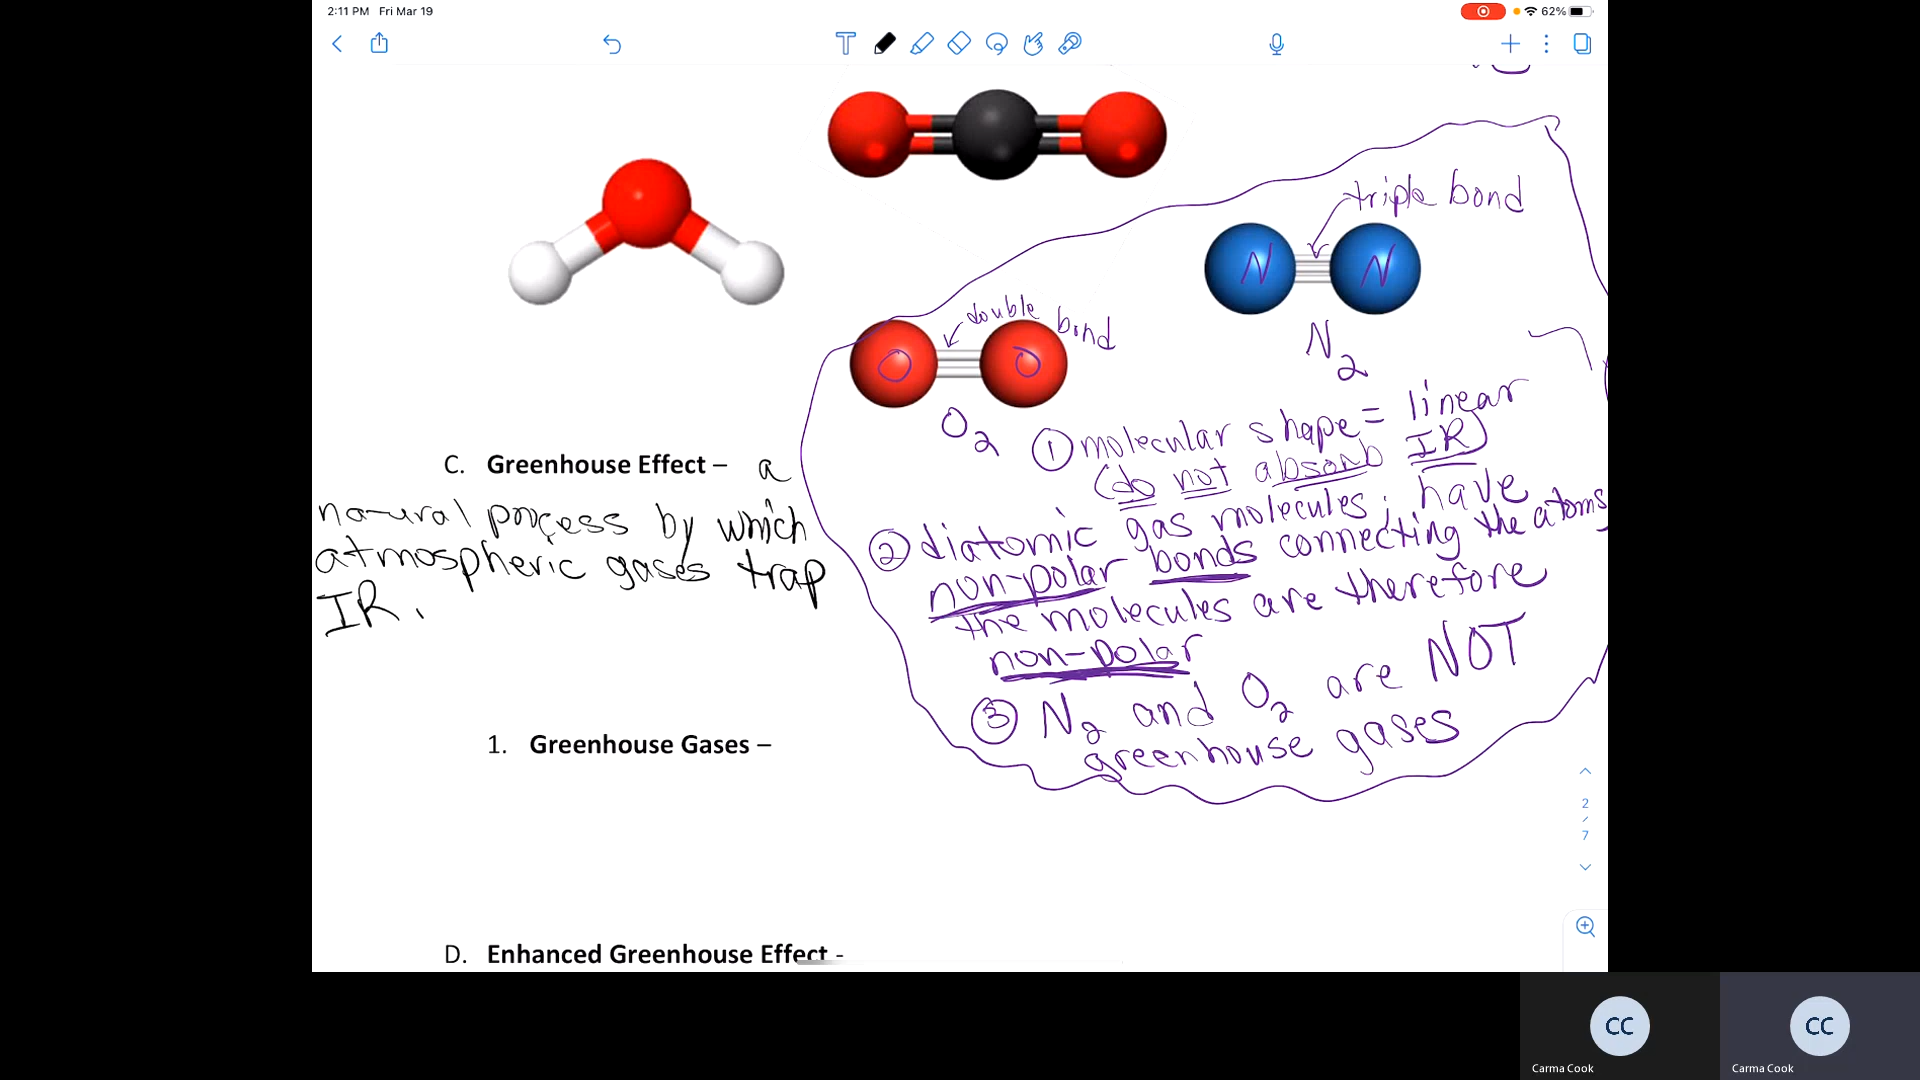 2:11 PM Fri Mar 19
62%
triple bond
N N
double bond
N2
O O
O2
① molecular shape = linear
(do not absorb IR)
C. Greenhouse Effect – a
natural process by which
atmospheric gases trap
IR.
② diatomic gas molecules; have
non-polar bonds connecting the atoms
the molecules are therefore
non-polar
③ N2 and O2 are NOT
greenhouse gases
1. Greenhouse Gases –
2
/
7
D. Enhanced Greenhouse Effect -
CC CC
Carma Cook Carma Cook